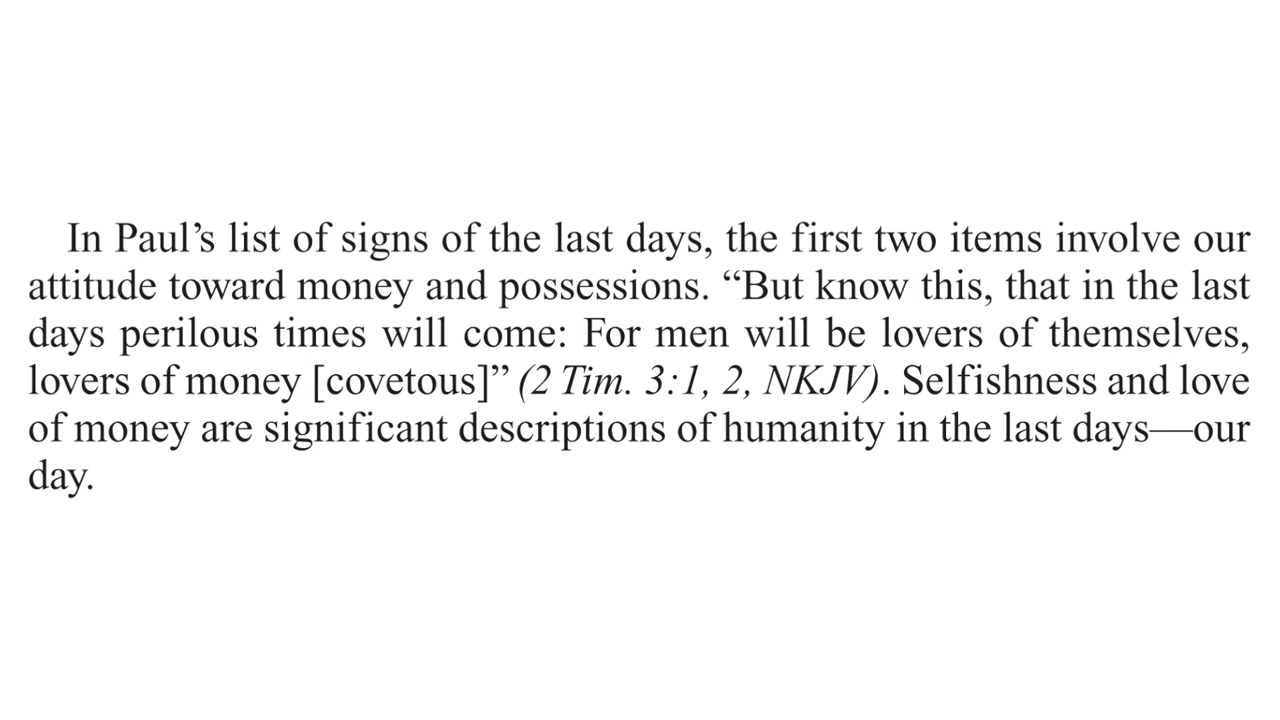 In Paul’s list of signs of the last days, the first two items involve our
attitude toward money and possessions. “But know this, that in the last
days perilous times will come: For men will be lovers of themselves,
lovers of money [covetous]” (2 Tim. 3:1, 2, NKJV). Selfishness and love
of money are significant descriptions of humanity in the last days—our
day.